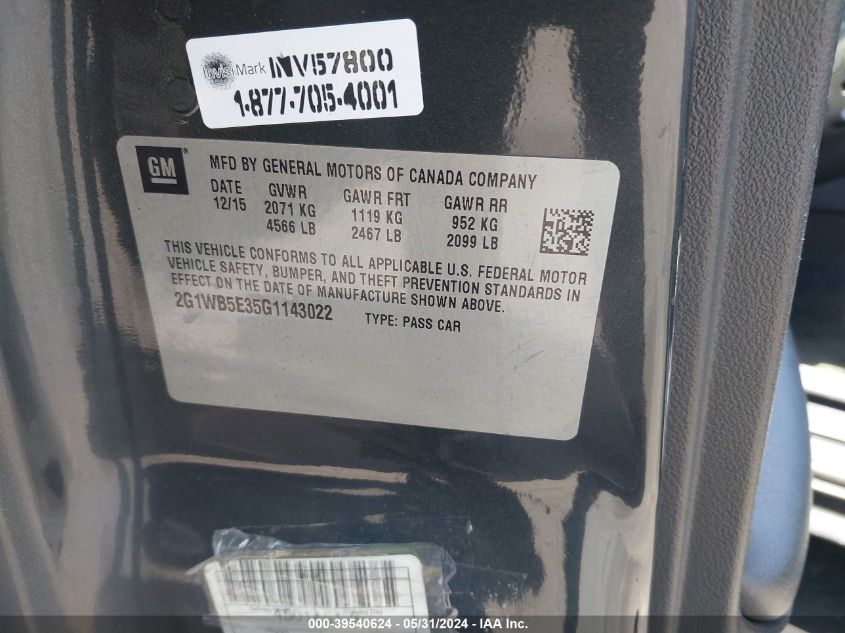 Mark INV57800
1-877-705-4001
GM ® MFD BY GENERAL MOTORS OF CANADA COMPANY
DATE GVWR GAWR FRT GAWR RR
12/15 2071 KG 1119 KG 952 KG
4566 LB 2467 LB 2099 LB
THIS VEHICLE CONFORMS TO ALL APPLICABLE U.S. FEDERAL MOTOR
VEHICLE SAFETY, BUMPER, AND THEFT PREVENTION STANDARDS IN
EFFECT ON THE DATE OF MANUFACTURE SHOWN ABOVE.
2G1WB5E35G1143022 TYPE: PASS CAR
000-39540624 - 05/31/2024 - IAA Inc.